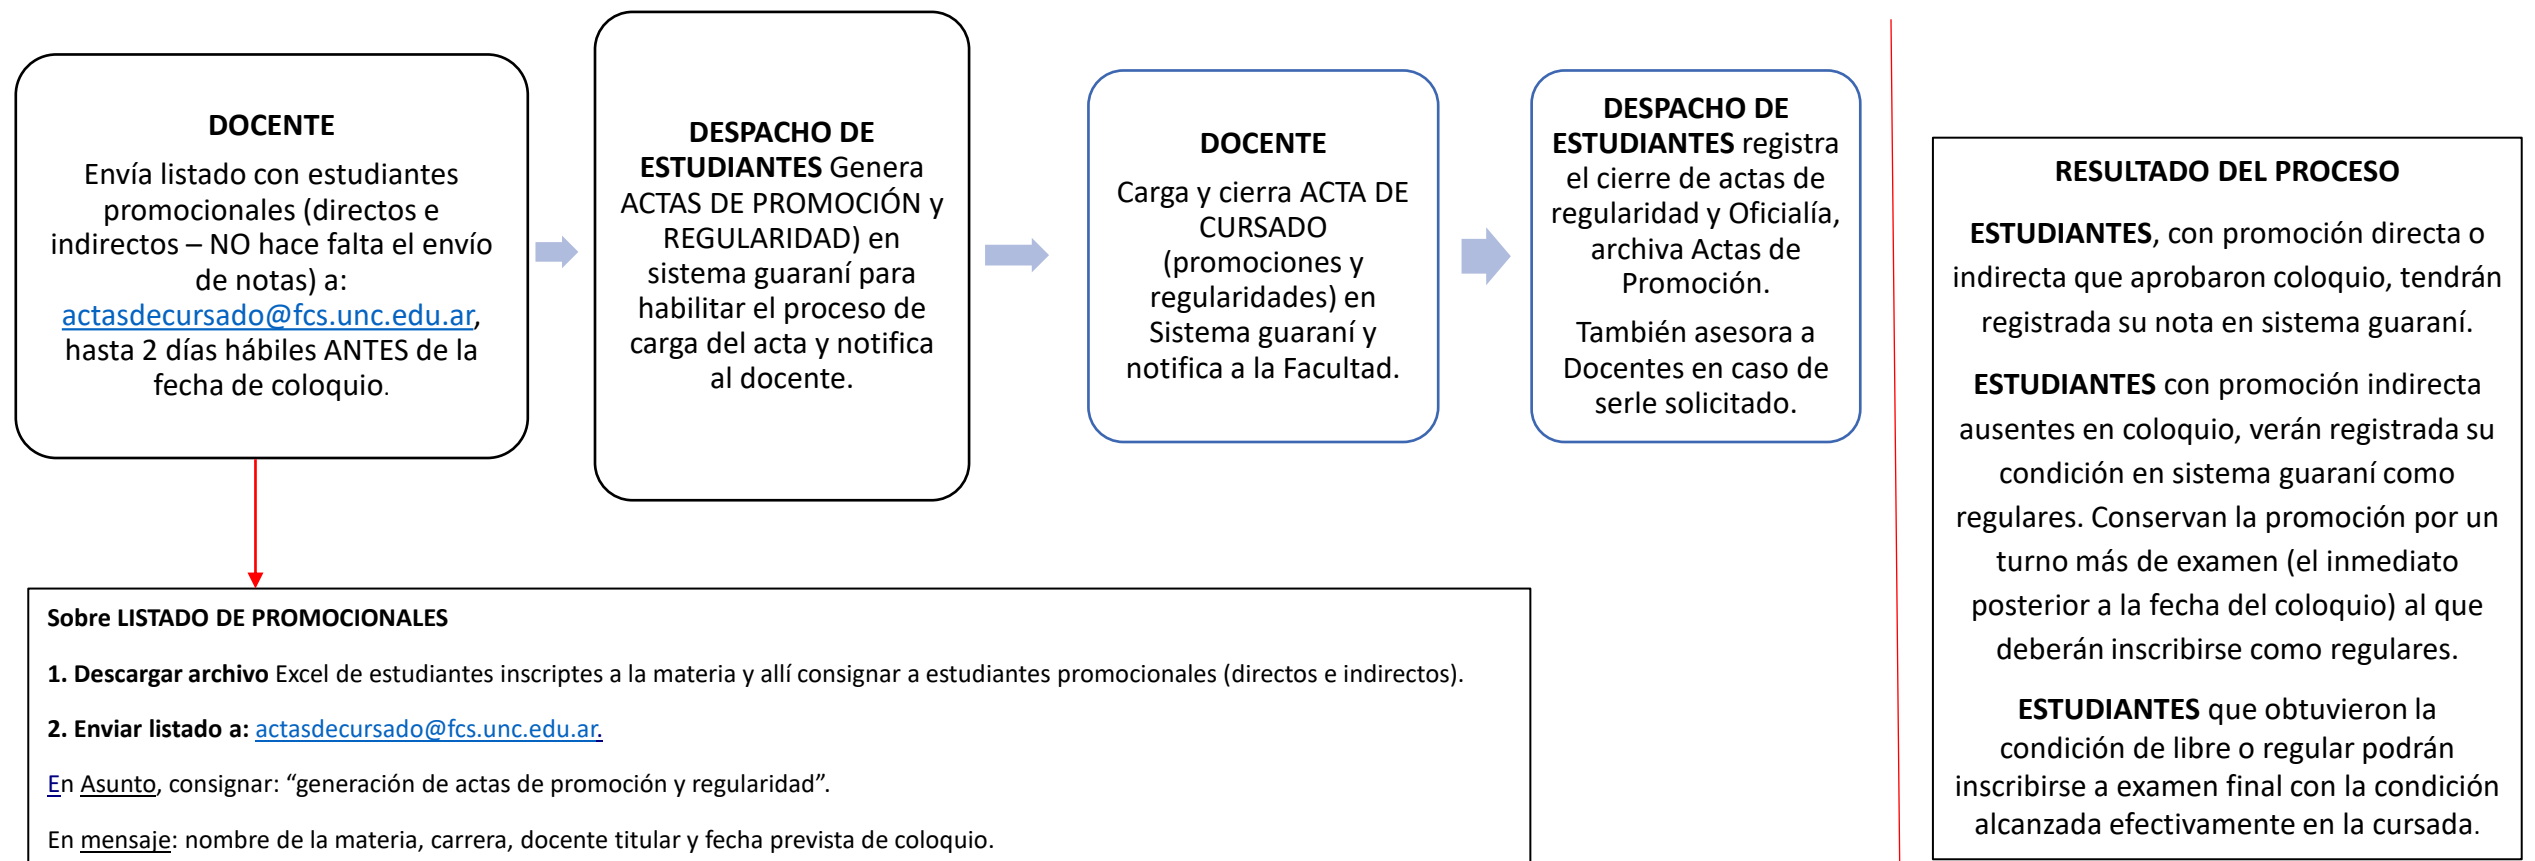 DOCENTE
Envía listado con estudiantes
promocionales (directos e
indirectos – NO hace falta el envío
de notas) a:
actasdecursado@fcs.unc.edu.ar,
hasta 2 días hábiles ANTES de la
fecha de coloquio.
DESPACHO DE
ESTUDIANTES Genera
ACTAS DE PROMOCIÓN y
REGULARIDAD) en
sistema guaraní para
habilitar el proceso de
carga del acta y notifica
al docente.
DOCENTE
Carga y cierra ACTA DE
CURSADO
(promociones y
regularidades) en
Sistema guaraní y
notifica a la Facultad.
DESPACHO DE
ESTUDIANTES registra
el cierre de actas de
regularidad y Oficialía,
archiva Actas de
Promoción.
También asesora a
Docentes en caso de
serle solicitado.
RESULTADO DEL PROCESO
ESTUDIANTES, con promoción directa o
indirecta que aprobaron coloquio, tendrán
registrada su nota en sistema guaraní.
ESTUDIANTES con promoción indirecta
ausentes en coloquio, verán registrada su
condición en sistema guaraní como
regulares. Conservan la promoción por un
turno más de examen (el inmediato
posterior a la fecha del coloquio) al que
deberán inscribirse como regulares.
ESTUDIANTES que obtuvieron la
condición de libre o regular podrán
inscribirse a examen final con la condición
alcanzada efectivamente en la cursada.
Sobre LISTADO DE PROMOCIONALES
1. Descargar archivo Excel de estudiantes inscriptes a la materia y allí consignar a estudiantes promocionales (directos e indirectos).
2. Enviar listado a: actasdecursado@fcs.unc.edu.ar.
En Asunto, consignar: “generación de actas de promoción y regularidad”.
En mensaje: nombre de la materia, carrera, docente titular y fecha prevista de coloquio.